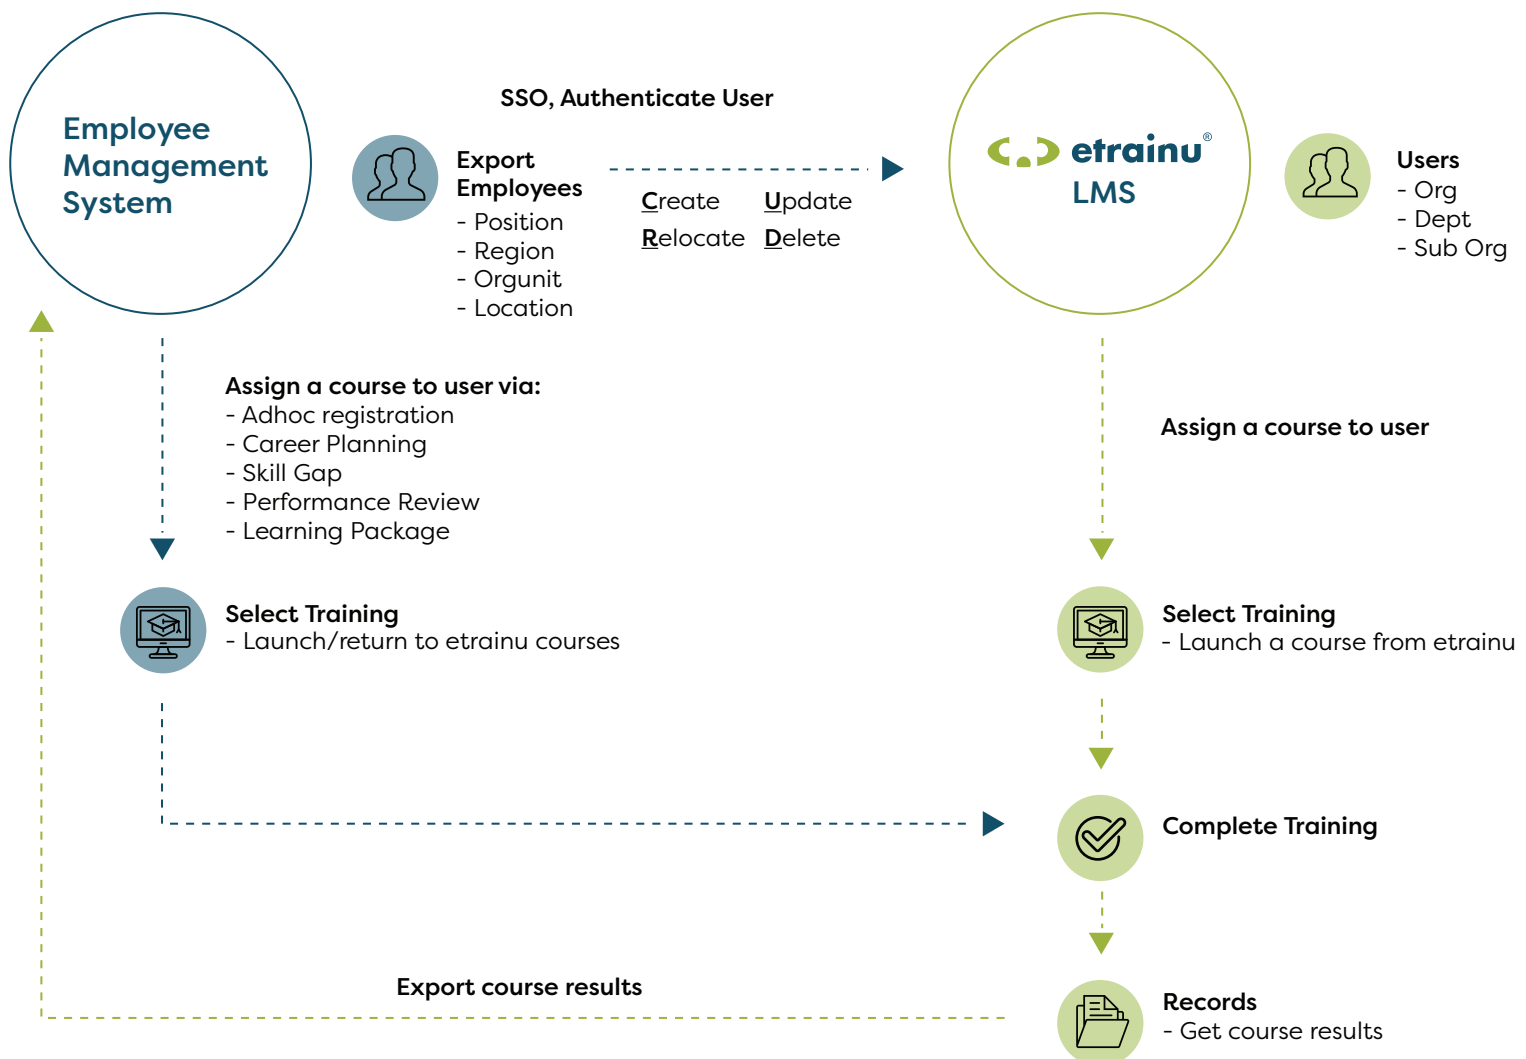 Employee
Management
System
SSO, Authenticate User
Export
Employees
- Position
- Region
- Orgunit
- Location
Create Update
Relocate Delete
etrainu®
LMS
Users
- Org
- Dept
- Sub Org
Assign a course to user via:
- Adhoc registration
- Career Planning
- Skill Gap
- Performance Review
- Learning Package
Assign a course to user
Select Training
- Launch/return to etrainu courses
Select Training
- Launch a course from etrainu
Complete Training
Export course results
Records
- Get course results